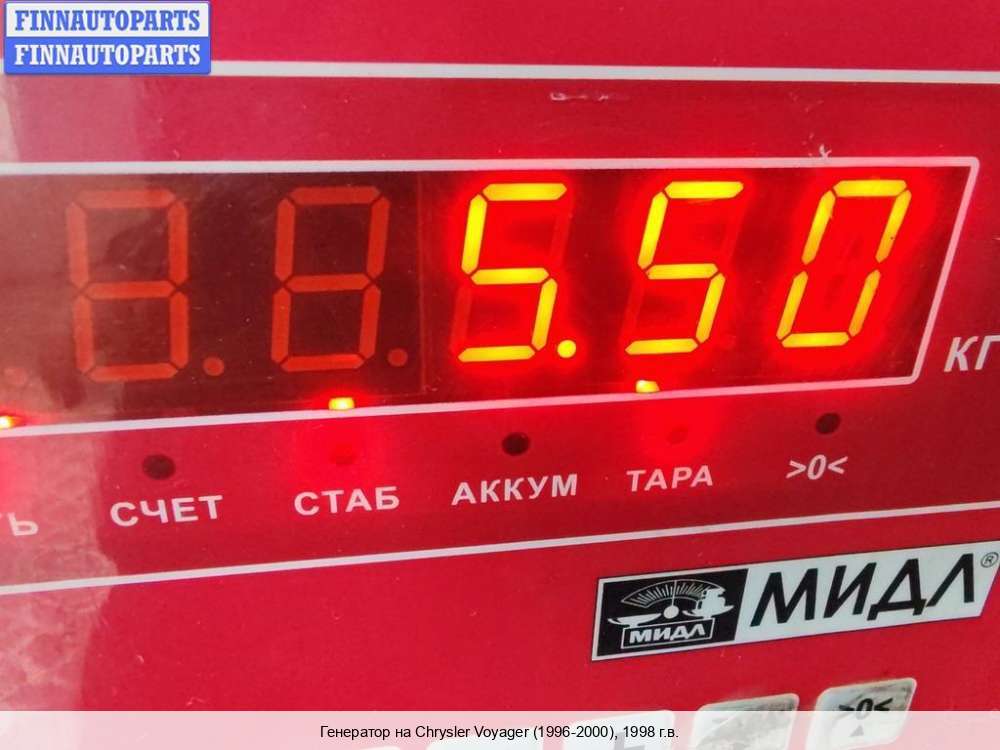 FINNAUTOPARTS
FINNAUTOPARTS
5.50
КГ
СЧЕТ
СТАБ
АККУМ
ТАРА
>0<
МИДЛ
МИДЛ®
>0<
Генератор на Chrysler Voyager (1996-2000), 1998 г.в.